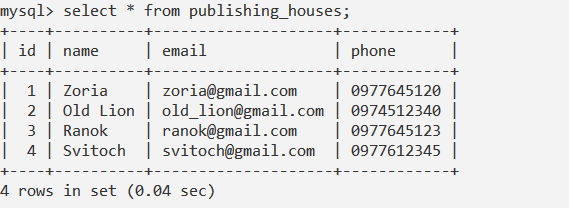 mysql> select * from publishing_houses;
+----+----------+--------------------+------------+
| id | name     | email              | phone      |
+----+----------+--------------------+------------+
|  1 | Zoria    | zoria@gmail.com    | 0977645120 |
|  2 | Old Lion | old_lion@gmail.com | 0974512340 |
|  3 | Ranok    | ranok@gmail.com    | 0977645123 |
|  4 | Svitoch  | svitoch@gmail.com  | 0977612345 |
+----+----------+--------------------+------------+
4 rows in set (0.04 sec)